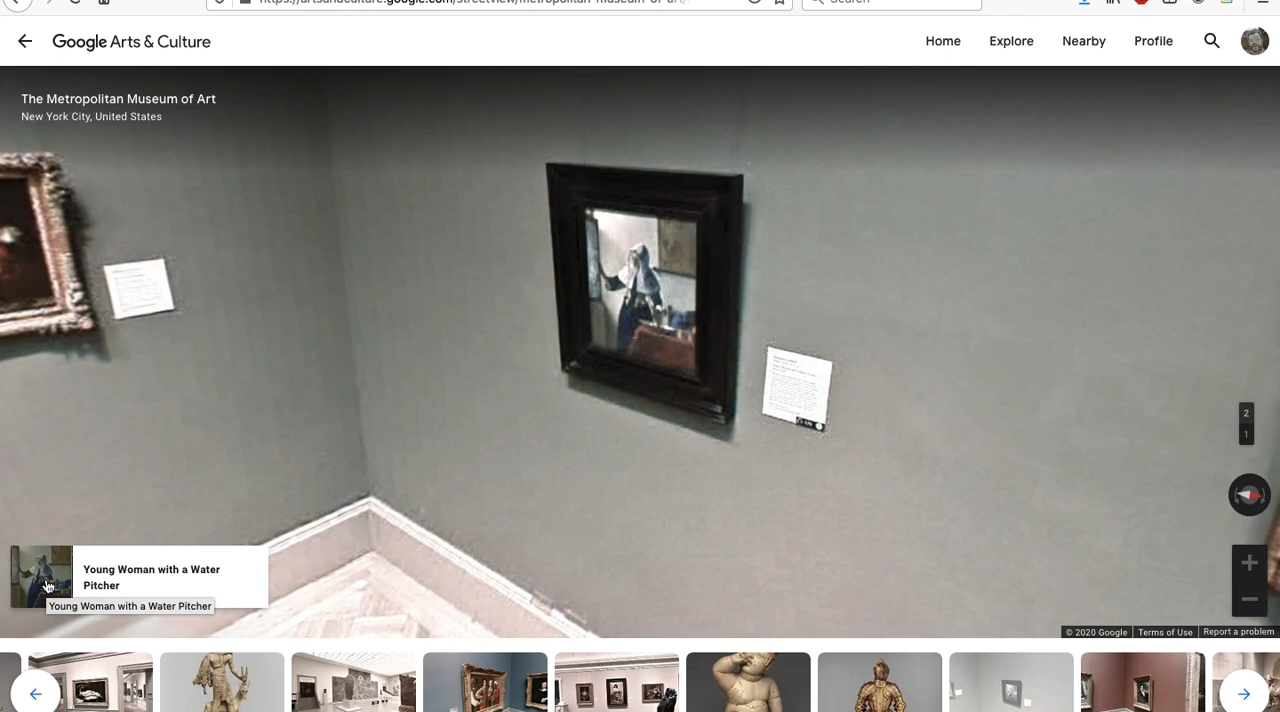 Search
Google Arts & Culture
Home
Explore
Nearby
Profile
The Metropolitan Museum of Art
New York City, United States
2
1
Young Woman with a Water
Pitcher
Young Woman with a Water Pitcher
© 2020 Google
Terms of Use
Report a problem